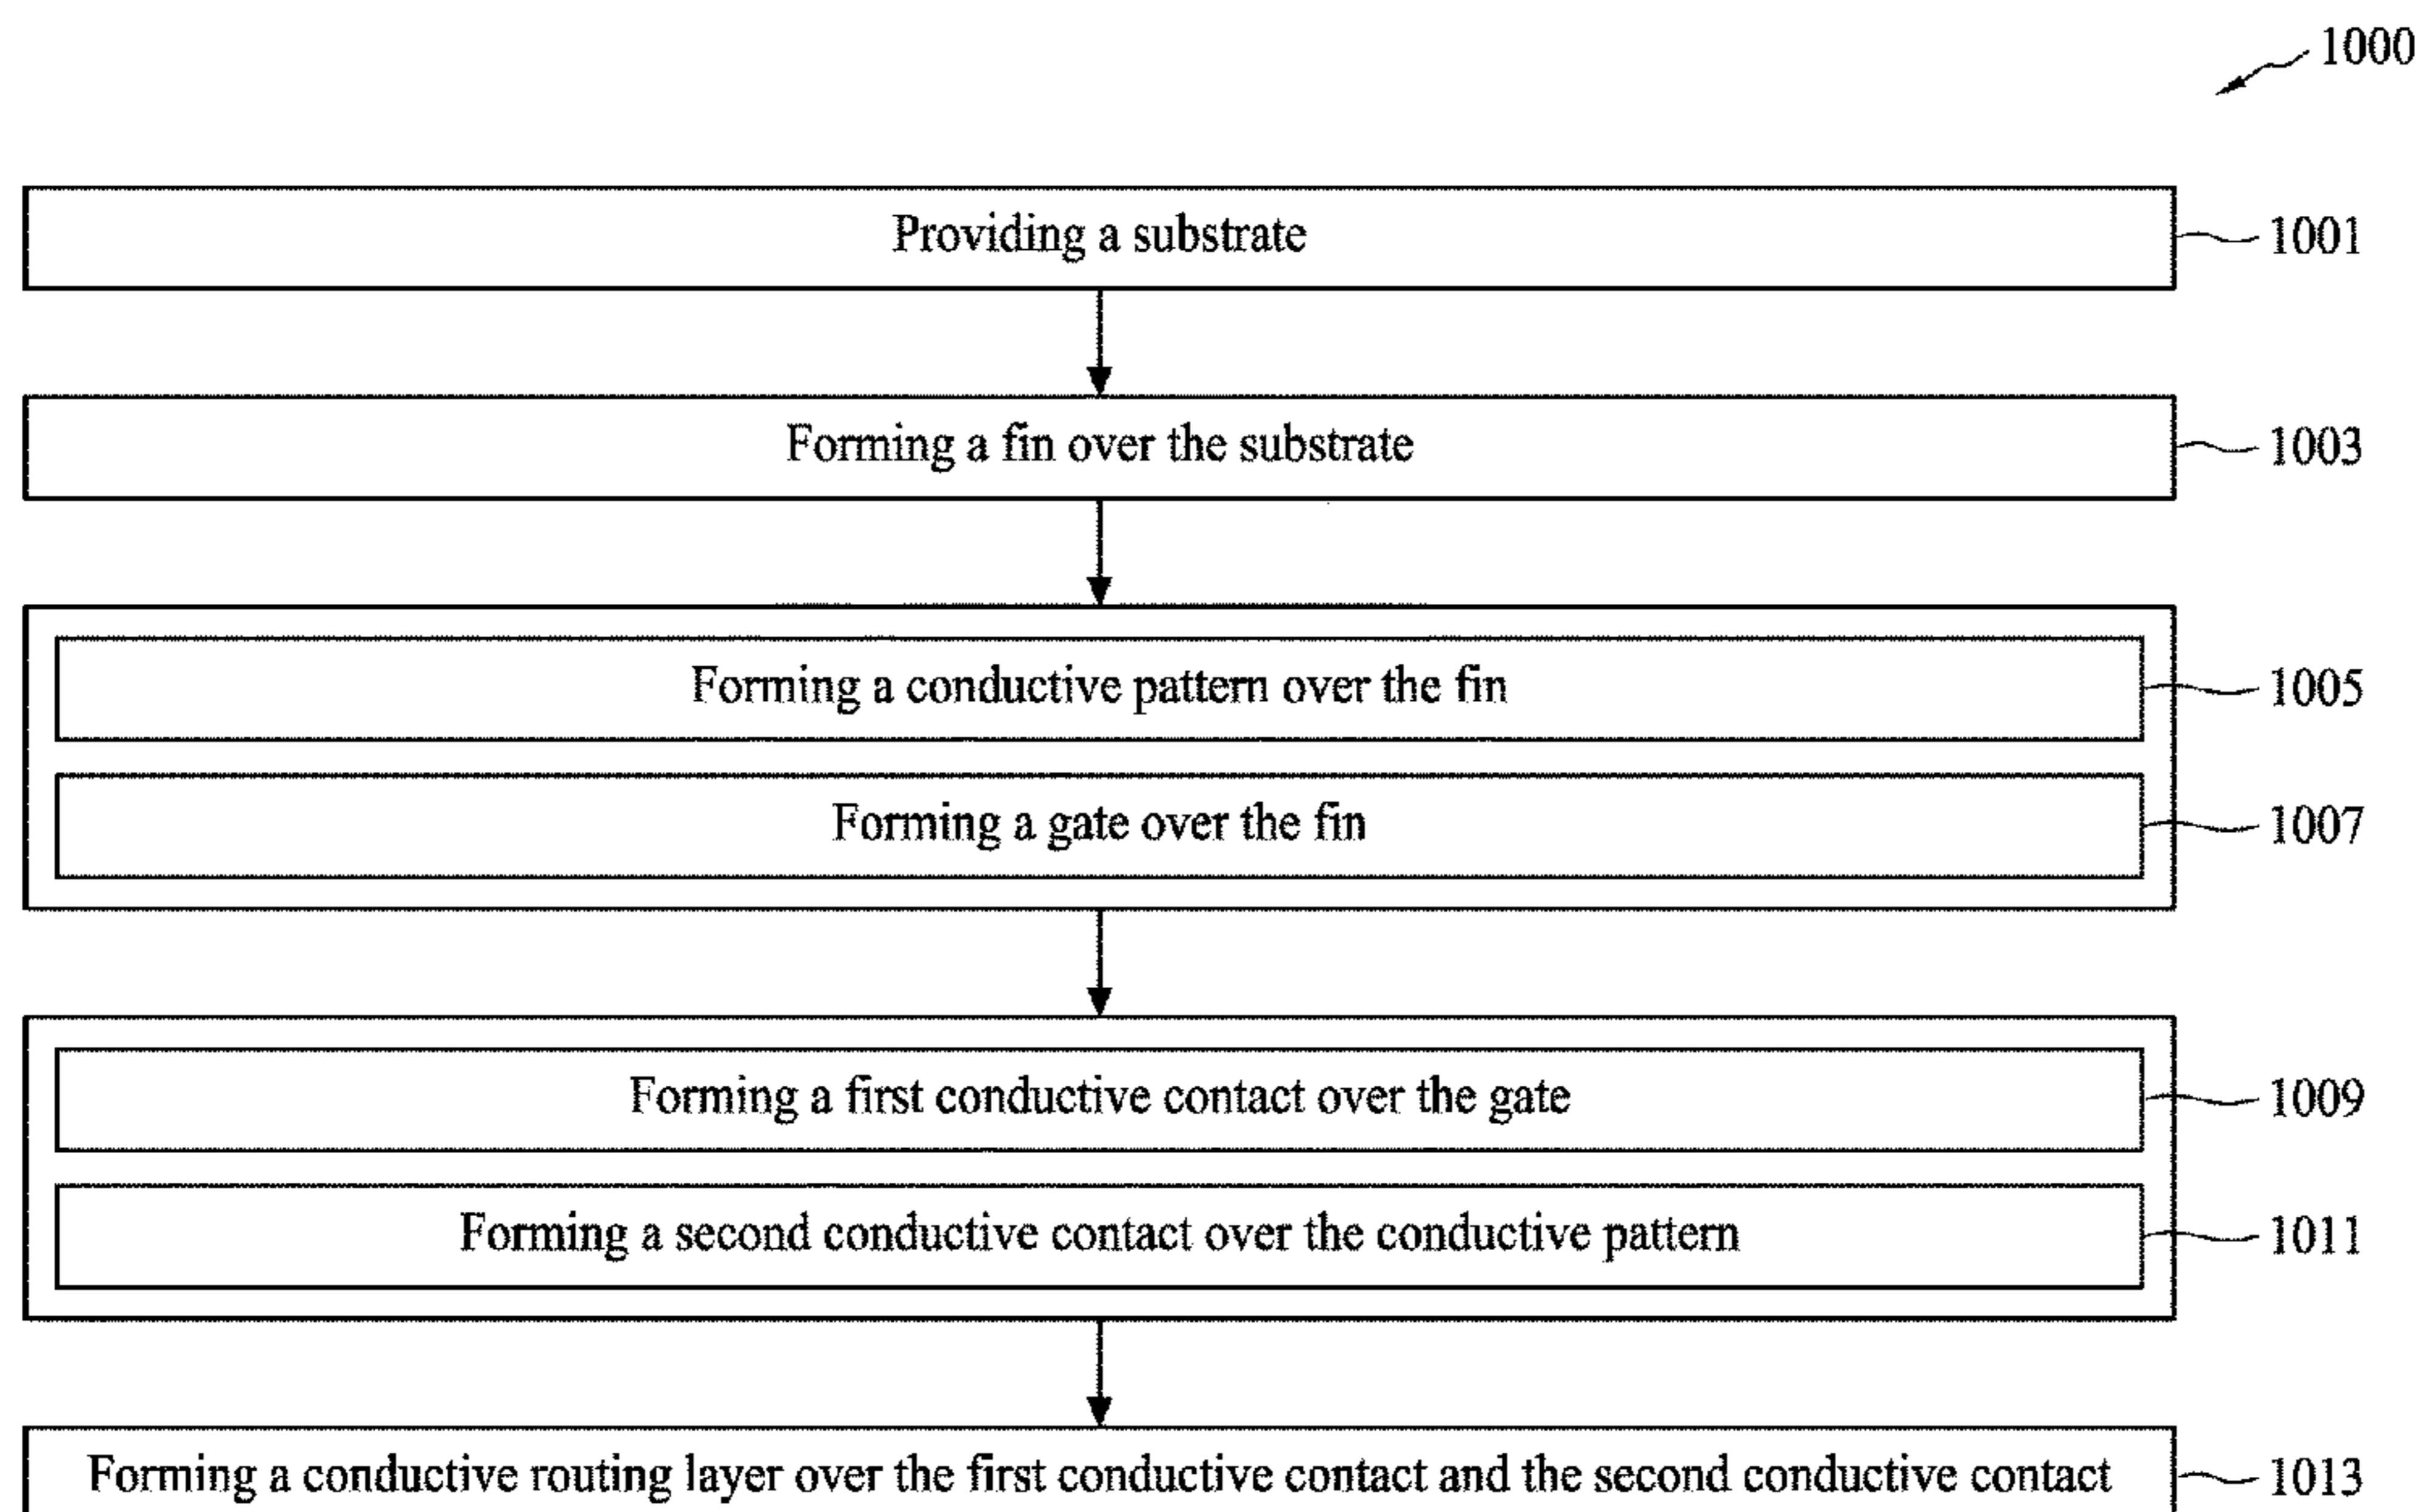 1000
Providing a substrate 1001
Forming a fin over the substrate 1003
Forming a conductive pattern over the fin 1005
Forming a gate over the fin 1007
Forming a first conductive contact over the gate 1009
Forming a second conductive contact over the conductive pattern 1011
Forming a conductive routing layer over the first conductive contact and the second conductive contact 1013